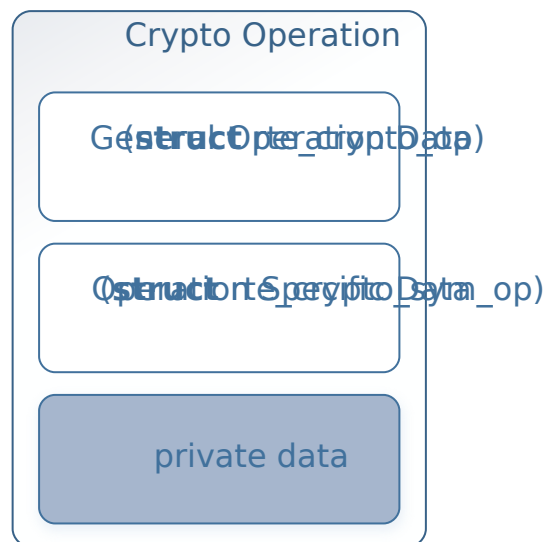 Crypto Operation
General Operation Data
(struct rte_crypto_op)
Operation Specific Data
(struct rte_crypto_sym_op)
private data